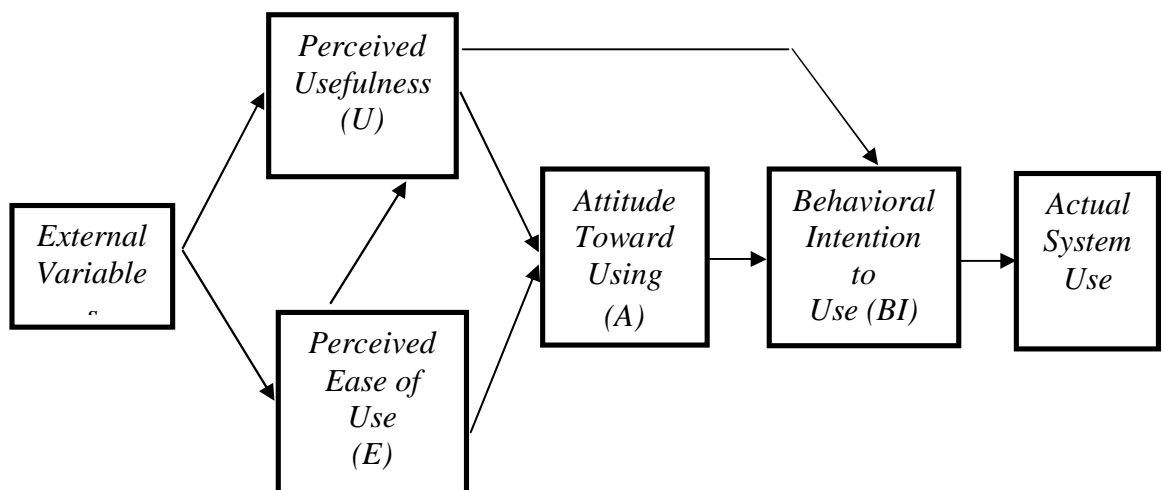 Perceived
Usefulness
(U)
External
Variable
s
Perceived
Ease of
Use
(E)
Attitude
Toward
Using
(A)
Behavioral
Intention
to
Use (BI)
Actual
System
Use